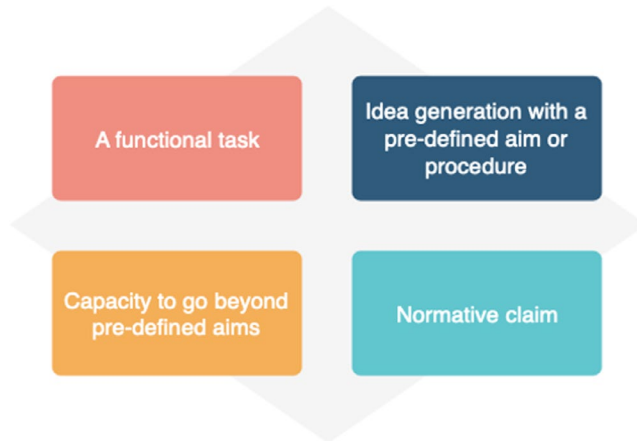 A functional task
Idea generation with a
pre-defined aim or
procedure
Capacity to go beyond
pre-defined aims
Normative claim